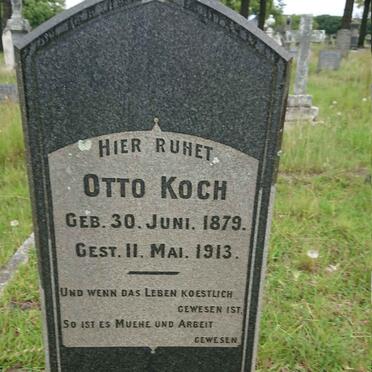 HIER RUHET
OTTO KOCH
GEB. 30. JUNI. 1879.
GEST. 11. MAI. 1913.
UND WENN DAS LEBEN KOESTLICH
GEWESEN IST,
SO IST ES MUEHE UND ARBEIT
GEWESEN